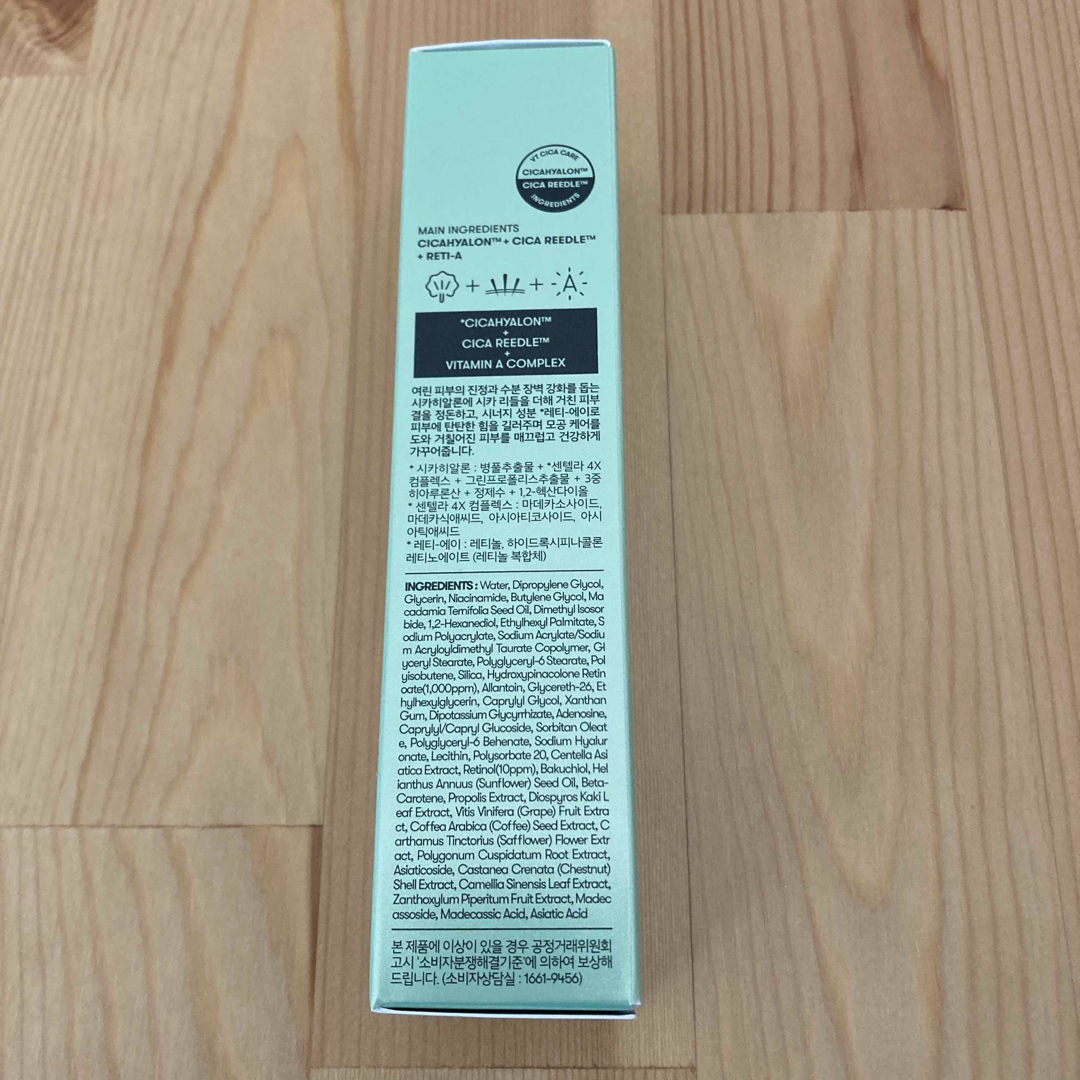 VT CICA CARE
CICAHYALON™
CICA REEDLE™
INGREDIENTS
MAIN INGREDIENTS
CICAHYALON™ + CICA REEDLE™
+ RETI-A
+ + A
*CICAHYALON™
+
CICA REEDLE™
+
VITAMIN A COMPLEX
여린 피부의 진정과 수분 장벽 강화를 돕는
시카히알론에 시카 리들을 더해 거친 피부
결을 정돈하고, 시너지 성분 *레티-에이로
피부에 탄탄한 힘을 길러주며 모공 케어를
도와 거칠어진 피부를 매끄럽고 건강하게
가꾸어줍니다.
* 시카히알론 : 병풀추출물 + *센텔라 4X
컴플렉스 + 그린프로폴리스추출물 + 3중
히아루론산 + 정제수 + 1,2-헥산다이올
* 센텔라 4X 컴플렉스 : 마데카소사이드,
마데카식애씨드, 아시아티코사이드, 아시
아틱애씨드
* 레티-에이 : 레티놀, 하이드록시피나콜론
레티노에이트 (레티놀 복합체)
INGREDIENTS : Water, Dipropylene Glycol,
Glycerin, Niacinamide, Butylene Glycol, Ma
cadamia Ternifolia Seed Oil, Dimethyl Isosor
bide, 1,2-Hexanediol, Ethylhexyl Palmitate, S
odium Polyacrylate, Sodium Acrylate/Sodiu
m Acryloyldimethyl Taurate Copolymer, Gl
yceryl Stearate, Polyglyceryl-6 Stearate, Pol
yisobutene, Silica, Hydroxypinacolone Retin
oate(1,000ppm), Allantoin, Glycereth-26, Et
hylhexylglycerin, Caprylyl Glycol, Xanthan
Gum, Dipotassium Glycyrrhizate, Adenosine,
Caprylyl/Capryl Glucoside, Sorbitan Oleat
e, Polyglyceryl-6 Behenate, Sodium Hyalur
onate, Lecithin, Polysorbate 20, Centella Asi
atica Extract, Retinol(10ppm), Bakuchiol, Hel
ianthus Annuus (Sunflower) Seed Oil, Beta-
Carotene, Propolis Extract, Diospyros Kaki L
eaf Extract, Vitis Vinifera (Grape) Fruit Extra
ct, Coffea Arabica (Coffee) Seed Extract, C
arthamus Tinctorius (Safflower) Flower Extr
act, Polygonum Cuspidatum Root Extract,
Asiaticoside, Castanea Crenata (Chestnut)
Shell Extract, Camellia Sinensis Leaf Extract,
Zanthoxylum Piperitum Fruit Extract, Madec
assoside, Madecassic Acid, Asiatic Acid
본 제품에 이상이 있을 경우 공정거래위원회
고시 '소비자분쟁해결기준'에 의하여 보상해
드립니다. (소비자상담실 : 1661-9456)